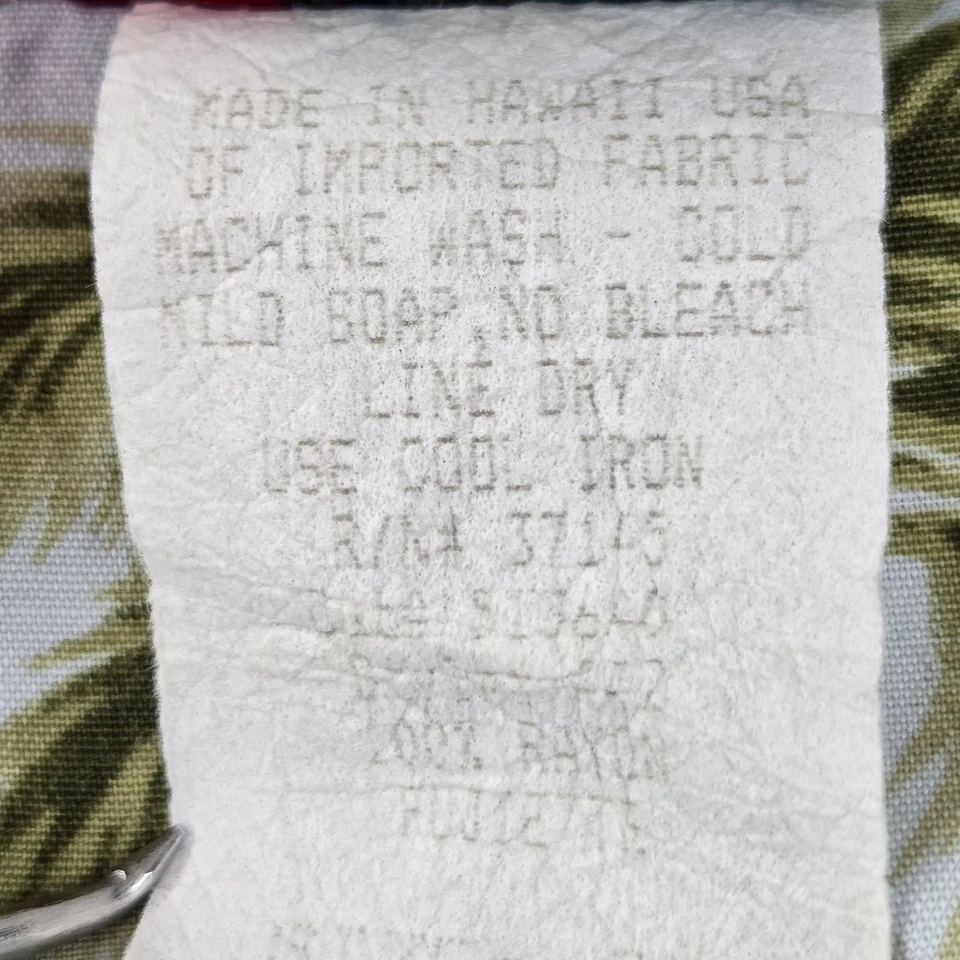 MADE IN HAWAII USA
OF IMPORTED FABRIC
MACHINE WASH - COLD
MILD SOAP,NO BLEACH
LINE DRY
USE COOL IRON
R/N# 37145
100% RAYON